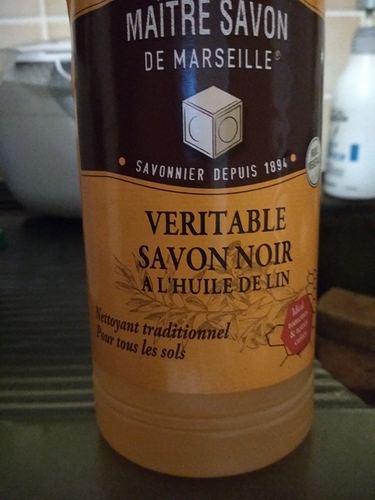 MAÎTRE SAVON
DE MARSEILLE®
SAVONNIER DEPUIS 1894
VERITABLE
SAVON NOIR
A L'HUILE DE LIN
Nettoyant traditionnel
Pour tous les sols
Idéal